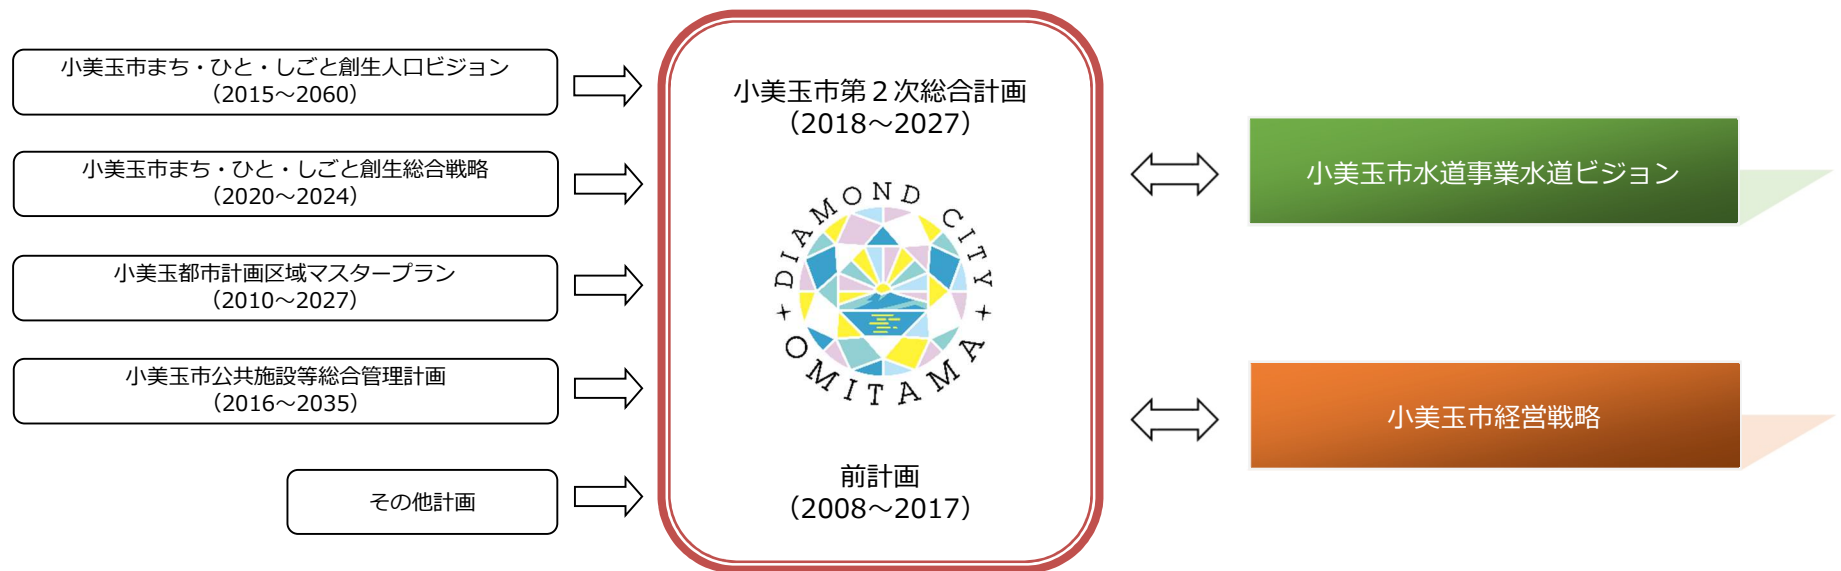 小美玉市まち・ひと・しごと創生人口ビジョン
（2015～2060）
小美玉市まち・ひと・しごと創生総合戦略
（2020～2024）
小美玉都市計画区域マスタープラン
（2010～2027）
小美玉市公共施設等総合管理計画
（2016～2035）
その他計画
小美玉市第２次総合計画
（2018～2027）
DIAMOND CITY
OMITAMA
前計画
（2008～2017）
小美玉市水道事業水道ビジョン
小美玉市経営戦略